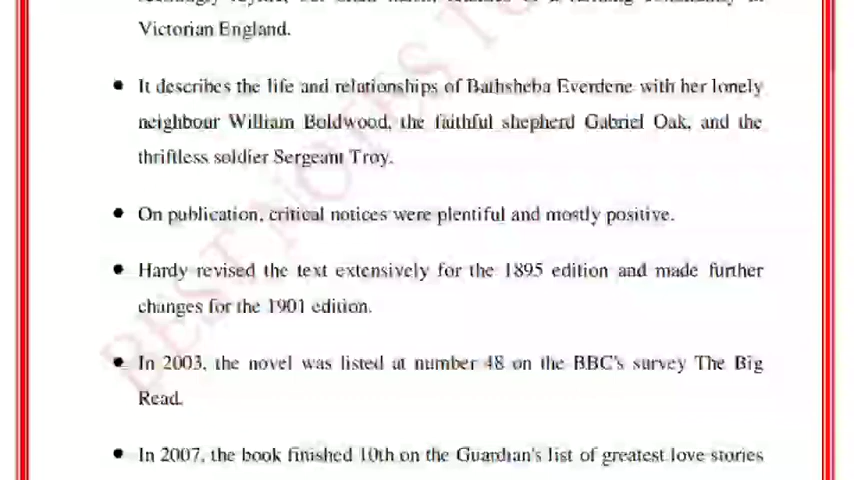 Victorian England.
It describes the life and relationships of Bathsheba Everdene with her lonely
neighbour William Boldwood, the faithful shepherd Gabriel Oak, and the
thriftless soldier Sergeant Troy.
On publication, critical notices were plentiful and mostly positive.
Hardy revised the text extensively for the 1895 edition and made further
changes for the 1901 edition.
In 2003, the novel was listed at number 48 on the BBC's survey The Big
Read.
In 2007, the book finished 10th on the Guardian's list of greatest love stories
BEST NOTES